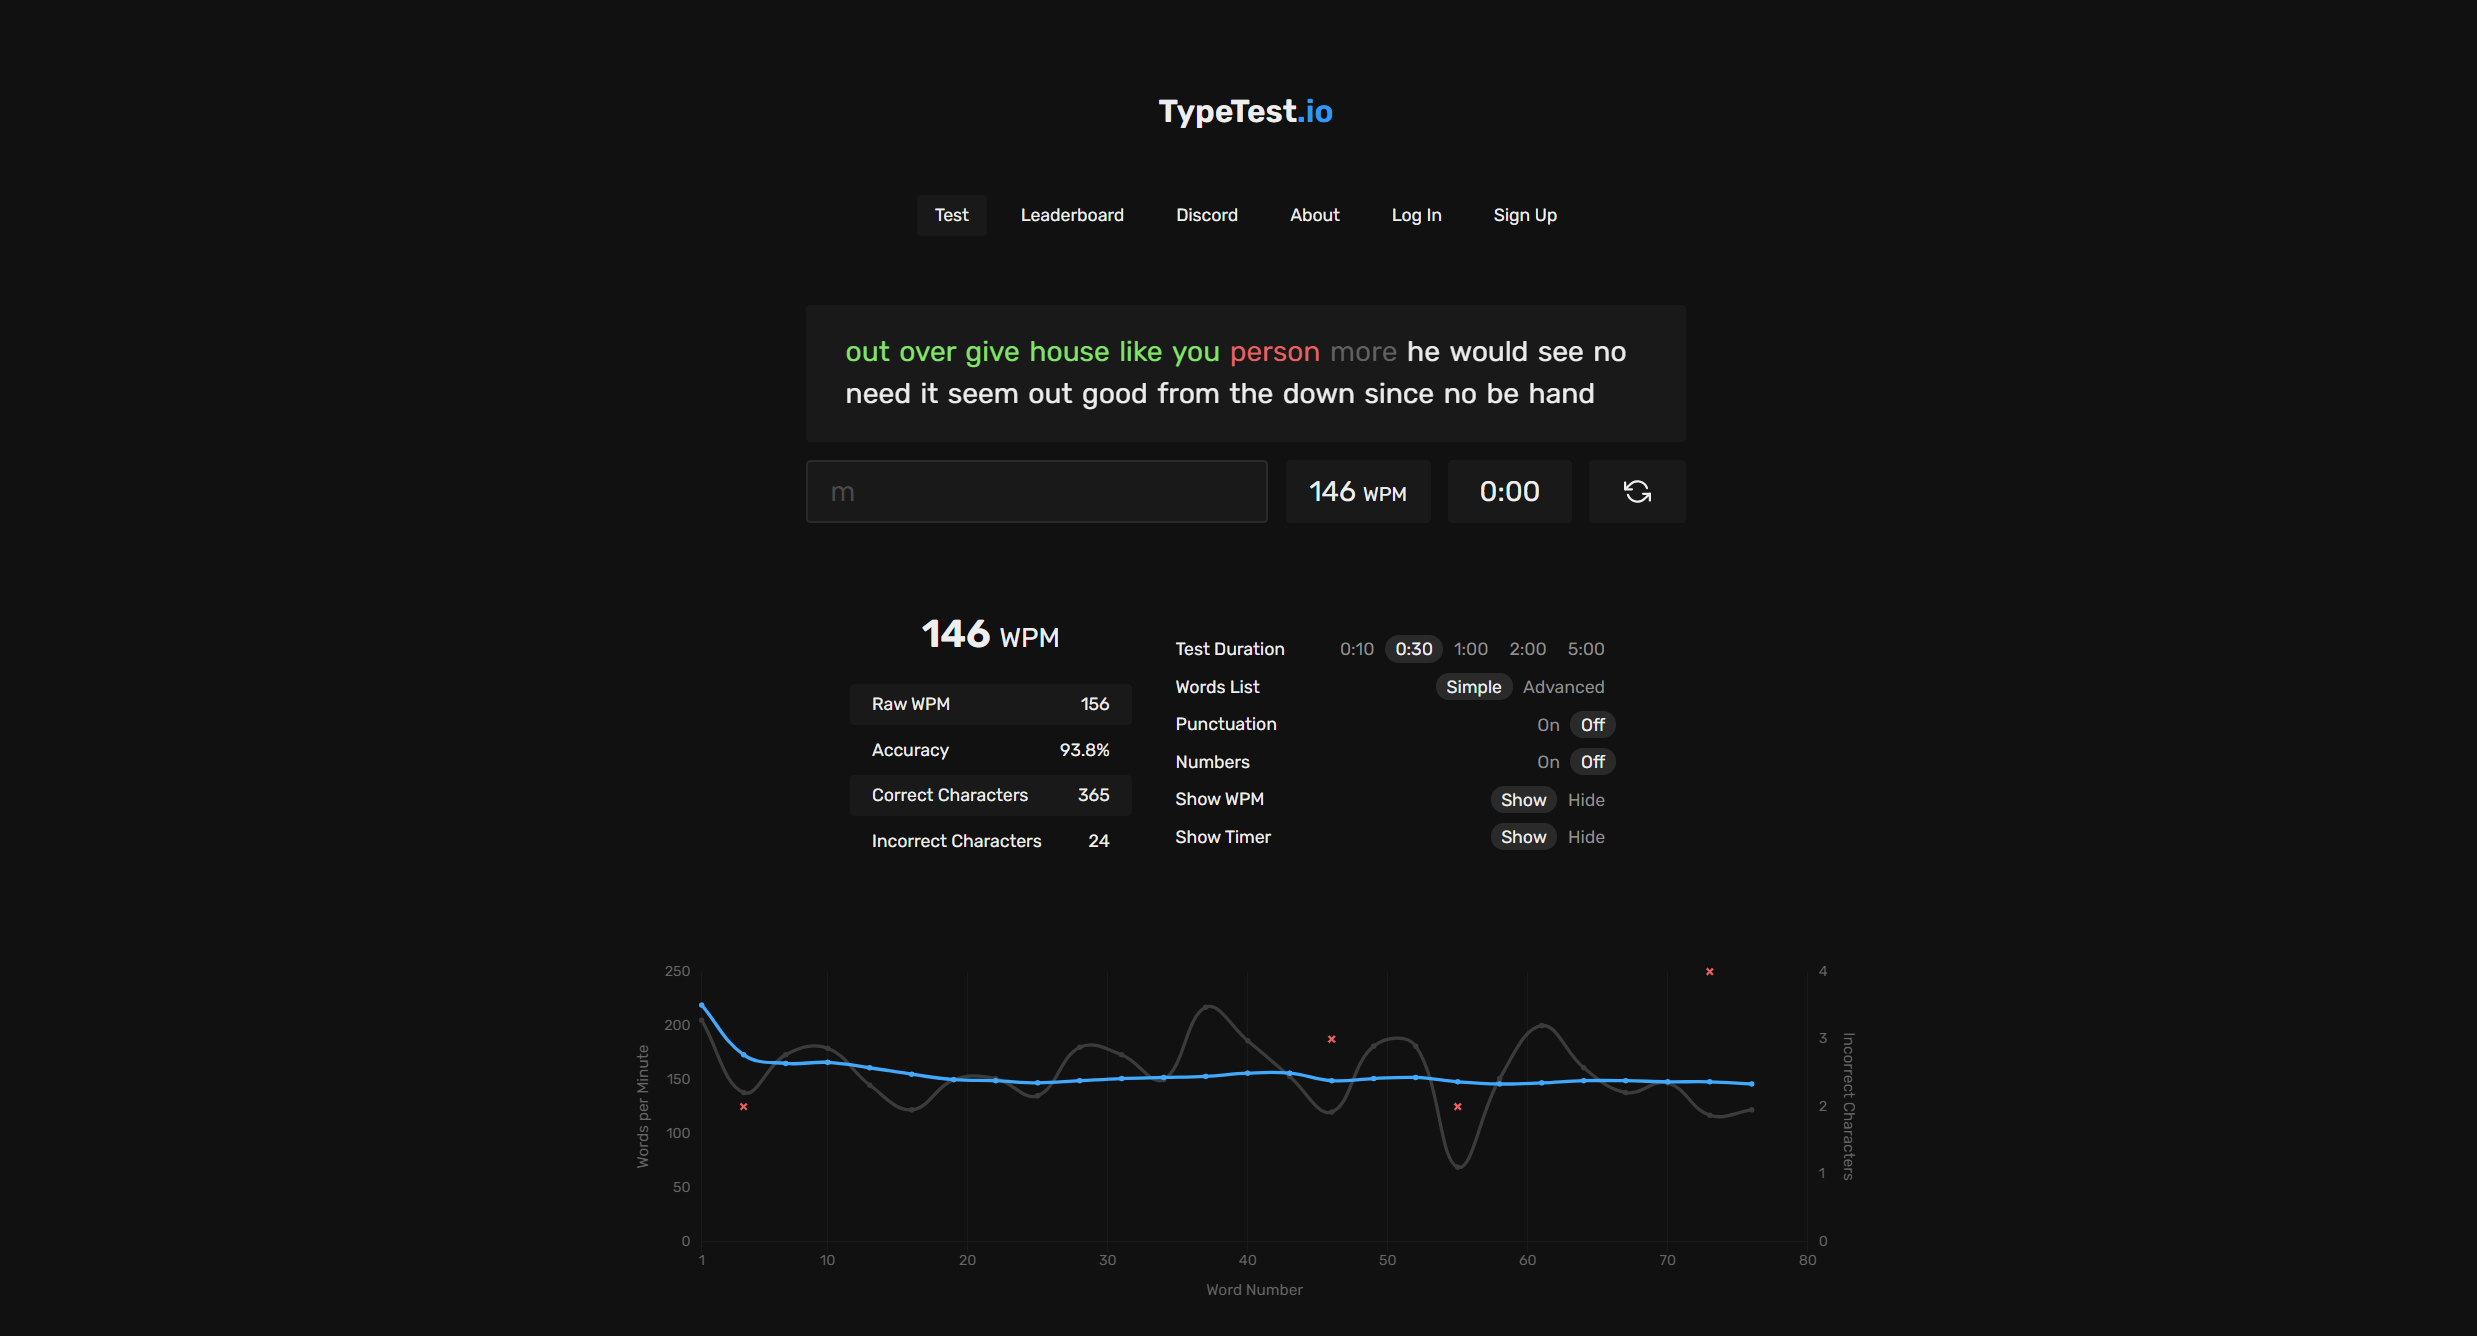 TypeTest.io
Test Leaderboard Discord About Log In Sign Up
out over give house like you person more he would see no
need it seem out good from the down since no be hand
m 146 WPM 0:00
146 WPM
Raw WPM 156
Accuracy 93.8%
Correct Characters 365
Incorrect Characters 24
Test Duration 0:10 0:30 1:00 2:00 5:00
Words List Simple Advanced
Punctuation On Off
Numbers On Off
Show WPM Show Hide
Show Timer Show Hide
Words per Minute
250
200
150
100
50
0
4
3
2
1
0
Incorrect Characters
1 10 20 30 40 50 60 70 80
Word Number